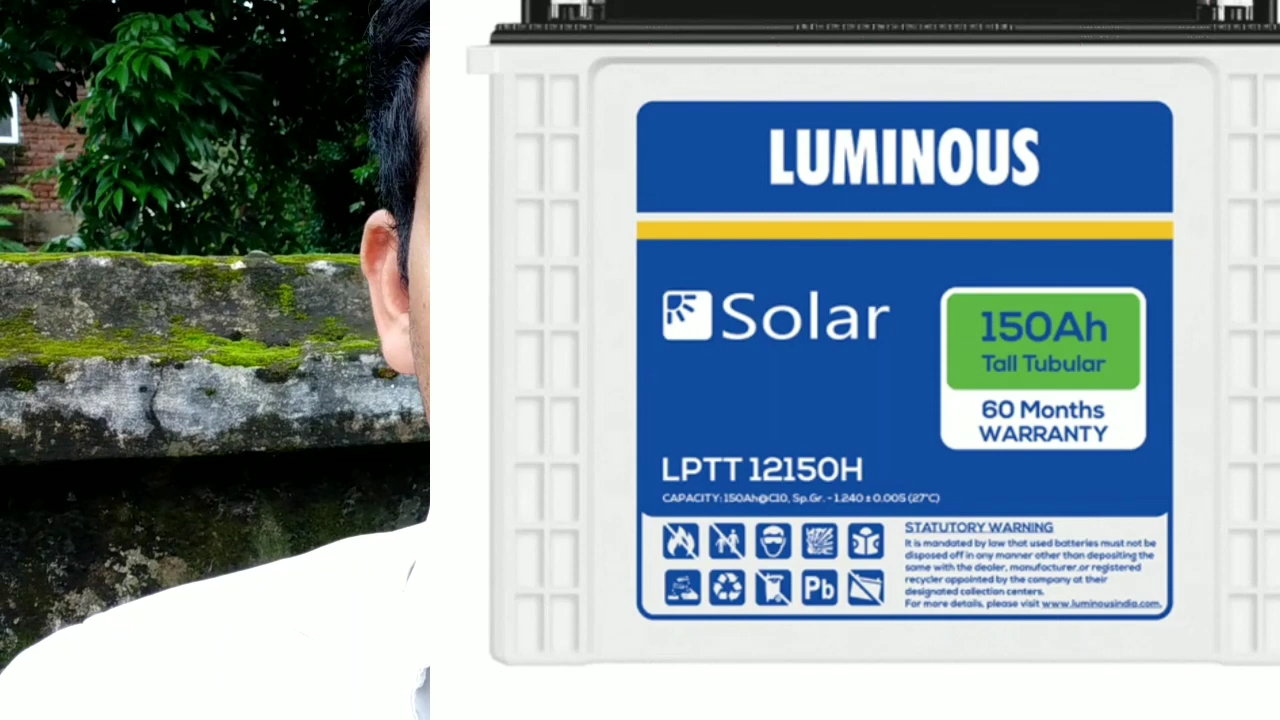 LUMINOUS
Solar
150Ah
Tall Tubular
60 Months
WARRANTY
LPTT 12150H
CAPACITY: 150Ah@C10, Sp.Gr. - 1.240 ± 0.005 (27°C)
STATUTORY WARNING
It is mandated by law that used batteries must not be
disposed off in any manner other than depositing the
same with the dealer, manufacturer,or registered
recycler appointed by the company at their
designated collection centers.
For more details, please visit www.luminousindia.com.
Pb